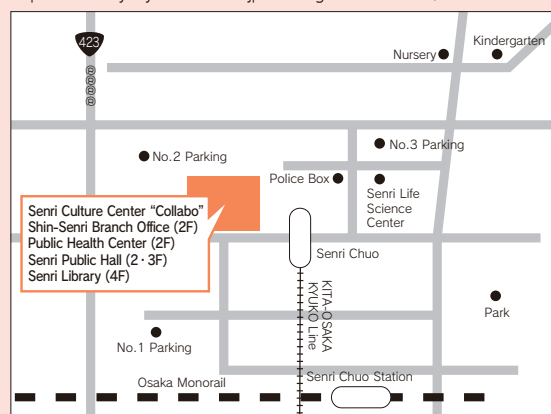 423
@@@@
Kindergarten
Nursery
No.2 Parking
No.3 Parking
Police Box
Senri Life
Science
Center
Senri Culture Center “Collabo”
Shin-Senri Branch Office (2F)
Public Health Center (2F)
Senri Public Hall (2・3F)
Senri Library (4F)
Senri Chuo
KITA-OSAKA
KYUKO Line
Park
No.1 Parking
Osaka Monorail
Senri Chuo Station